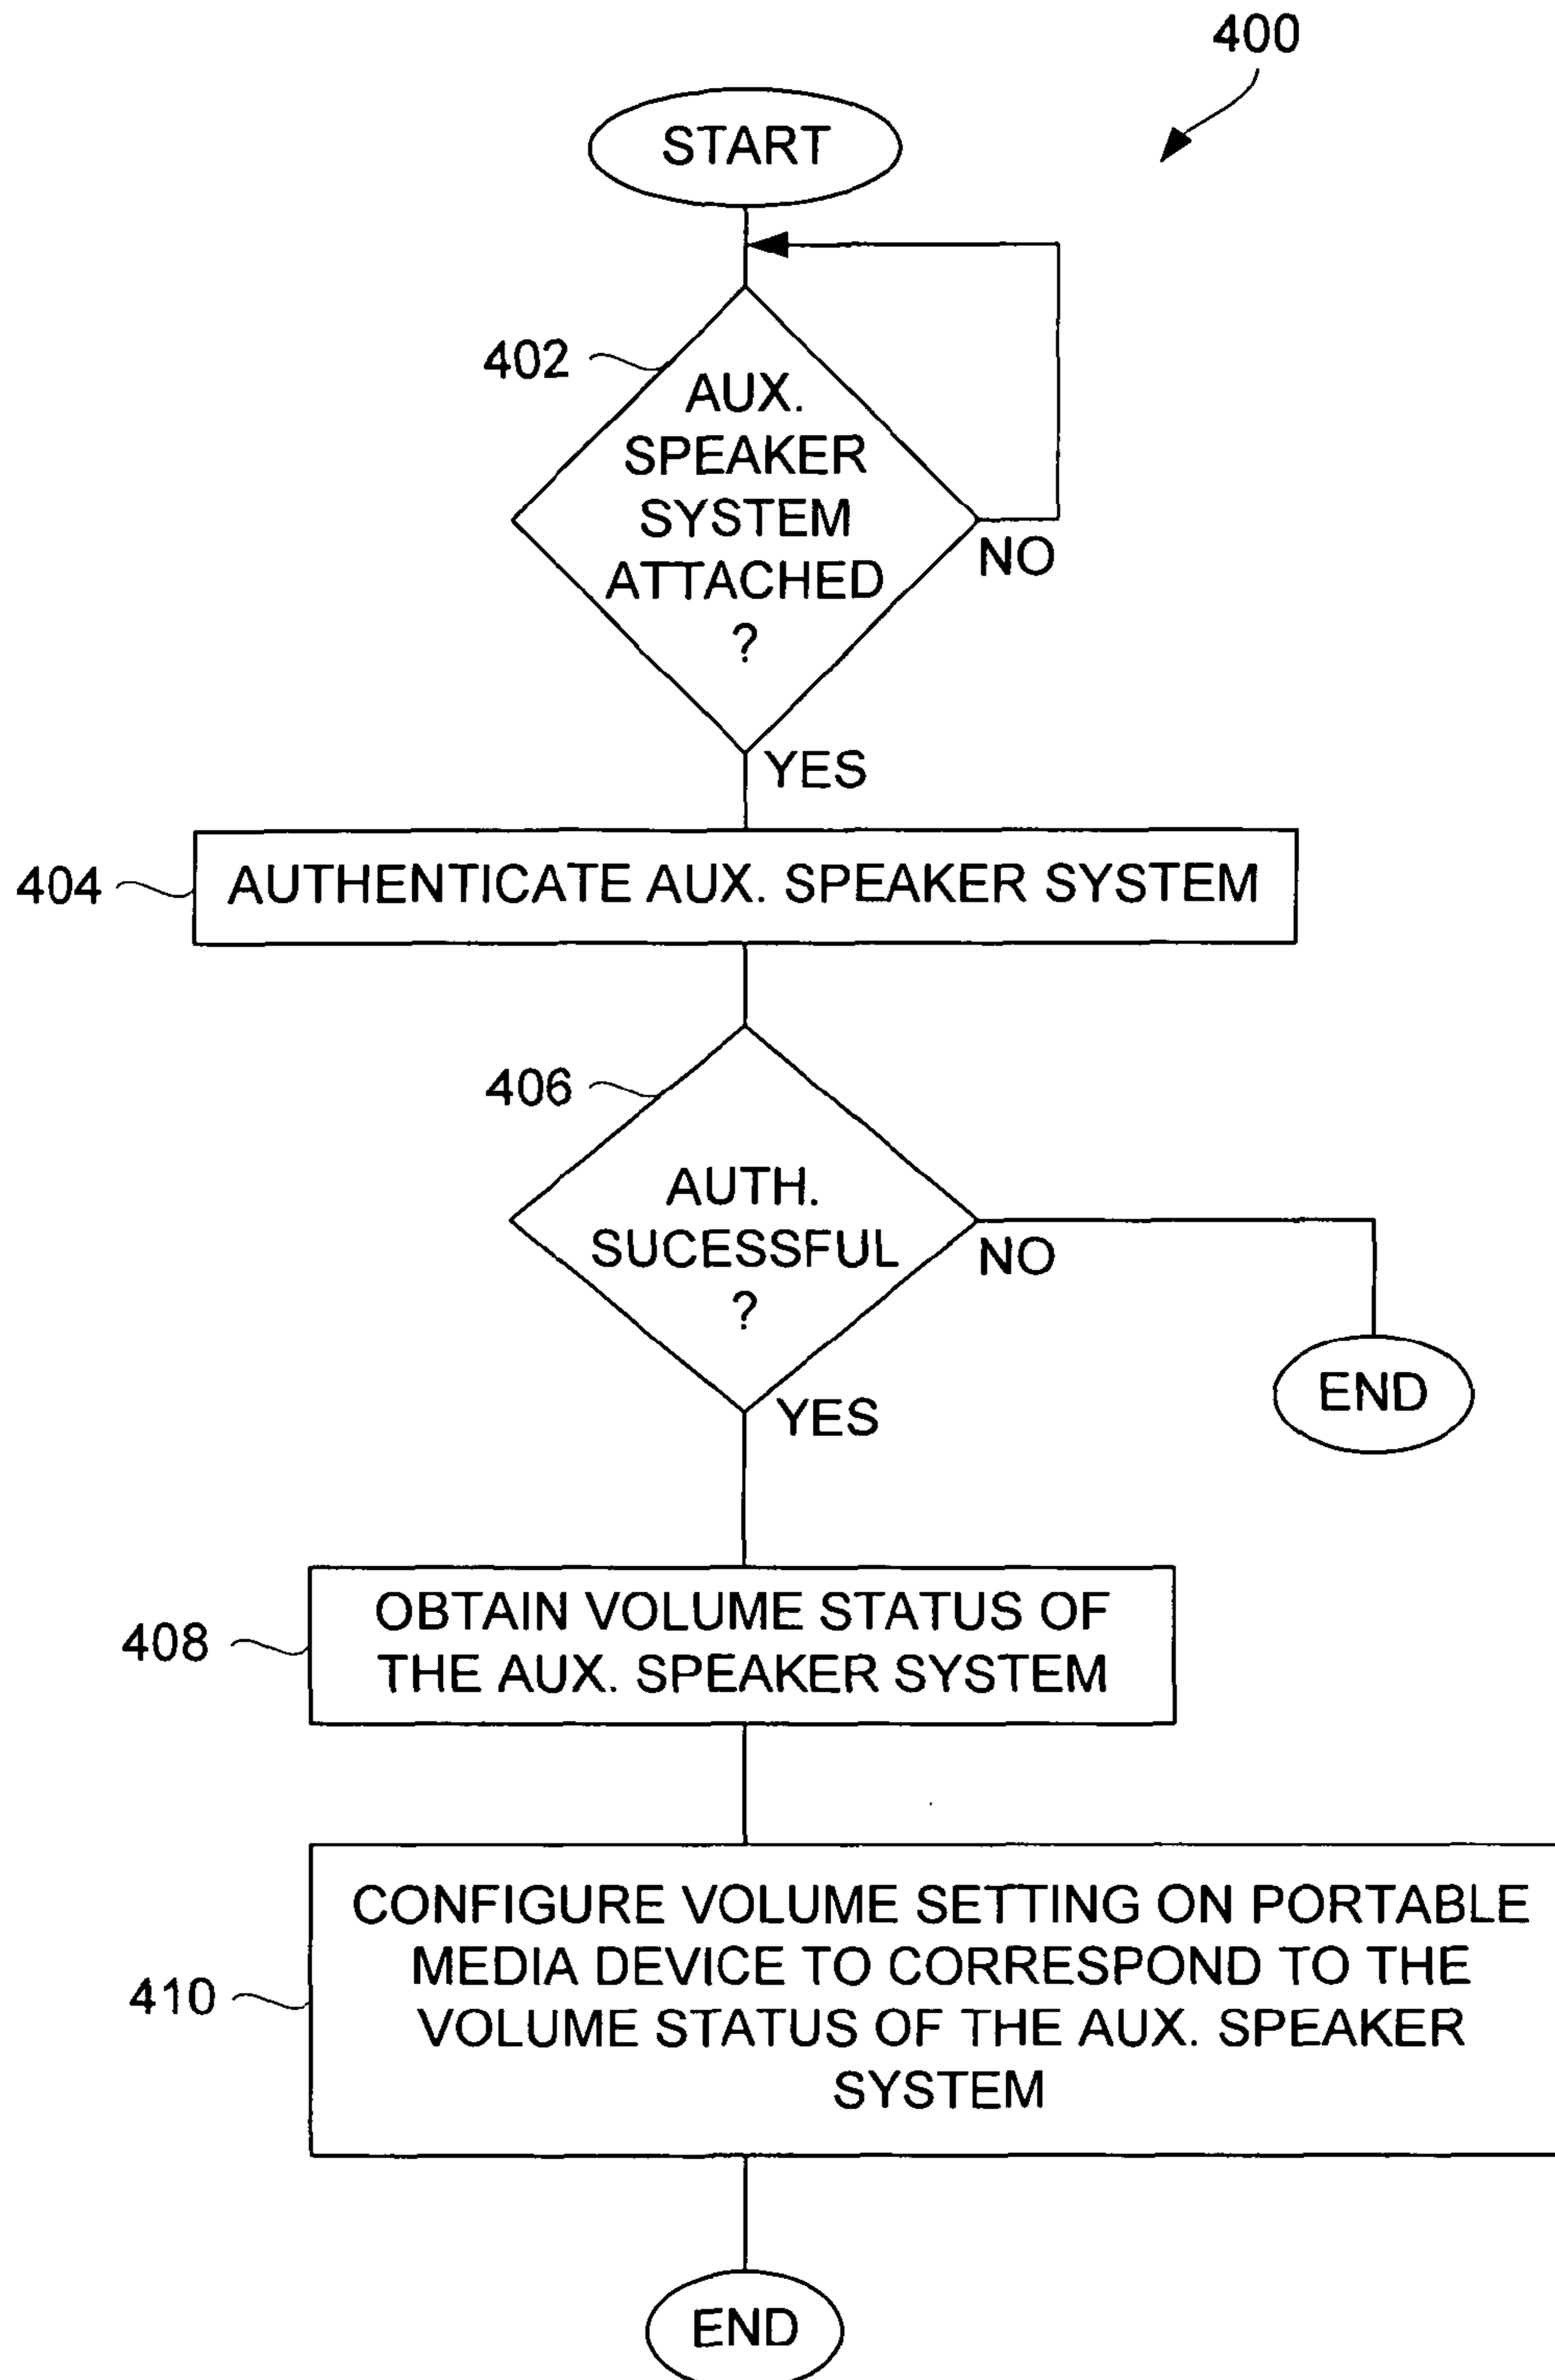 400
START
402
AUX.
SPEAKER
SYSTEM
ATTACHED
?
NO
YES
404
AUTHENTICATE AUX. SPEAKER SYSTEM
406
AUTH.
SUCESSFUL
?
NO
END
YES
408
OBTAIN VOLUME STATUS OF
THE AUX. SPEAKER SYSTEM
410
CONFIGURE VOLUME SETTING ON PORTABLE
MEDIA DEVICE TO CORRESPOND TO THE
VOLUME STATUS OF THE AUX. SPEAKER
SYSTEM
END